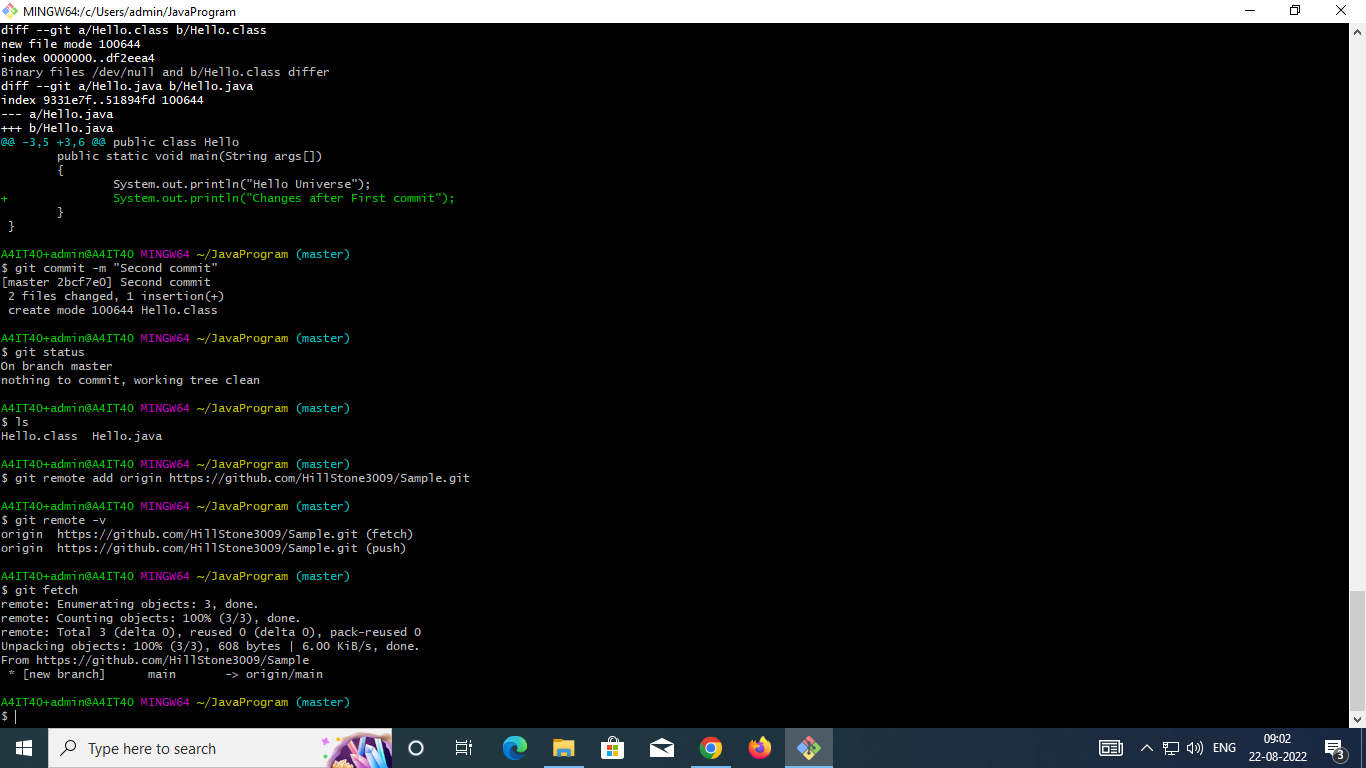 MINGW64:/c/Users/admin/JavaProgram
diff --git a/Hello.class b/Hello.class
new file mode 100644
index 0000000..df2eea4
Binary files /dev/null and b/Hello.class differ
diff --git a/Hello.java b/Hello.java
index 9331e7f..51894fd 100644
--- a/Hello.java
+++ b/Hello.java
@@ -3,5 +3,6 @@ public class Hello
        public static void main(String args[])
        {
                System.out.println("Hello Universe");
+               System.out.println("Changes after First commit");
        }
 }
A4IT40+admin@A4IT40 MINGW64 ~/JavaProgram (master)
$ git commit -m "Second commit"
[master 2bcf7e0] Second commit
 2 files changed, 1 insertion(+)
 create mode 100644 Hello.class
A4IT40+admin@A4IT40 MINGW64 ~/JavaProgram (master)
$ git status
On branch master
nothing to commit, working tree clean
A4IT40+admin@A4IT40 MINGW64 ~/JavaProgram (master)
$ ls
Hello.class  Hello.java
A4IT40+admin@A4IT40 MINGW64 ~/JavaProgram (master)
$ git remote add origin https://github.com/HillStone3009/Sample.git
A4IT40+admin@A4IT40 MINGW64 ~/JavaProgram (master)
$ git remote -v
origin  https://github.com/HillStone3009/Sample.git (fetch)
origin  https://github.com/HillStone3009/Sample.git (push)
A4IT40+admin@A4IT40 MINGW64 ~/JavaProgram (master)
$ git fetch
remote: Enumerating objects: 3, done.
remote: Counting objects: 100% (3/3), done.
remote: Total 3 (delta 0), reused 0 (delta 0), pack-reused 0
Unpacking objects: 100% (3/3), 608 bytes | 6.00 KiB/s, done.
From https://github.com/HillStone3009/Sample
 * [new branch]      main       -> origin/main
A4IT40+admin@A4IT40 MINGW64 ~/JavaProgram (master)
$
Type here to search
ENG
09:02
22-08-2022
3